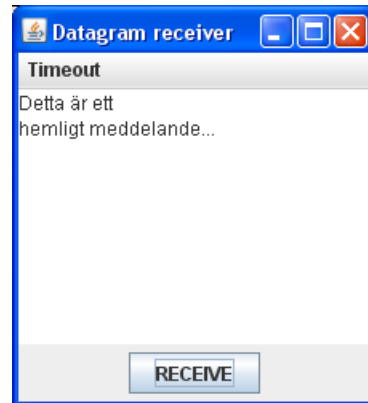 Datagram receiver
Timeout
Detta är ett
hemligt meddelande...
RECEIVE